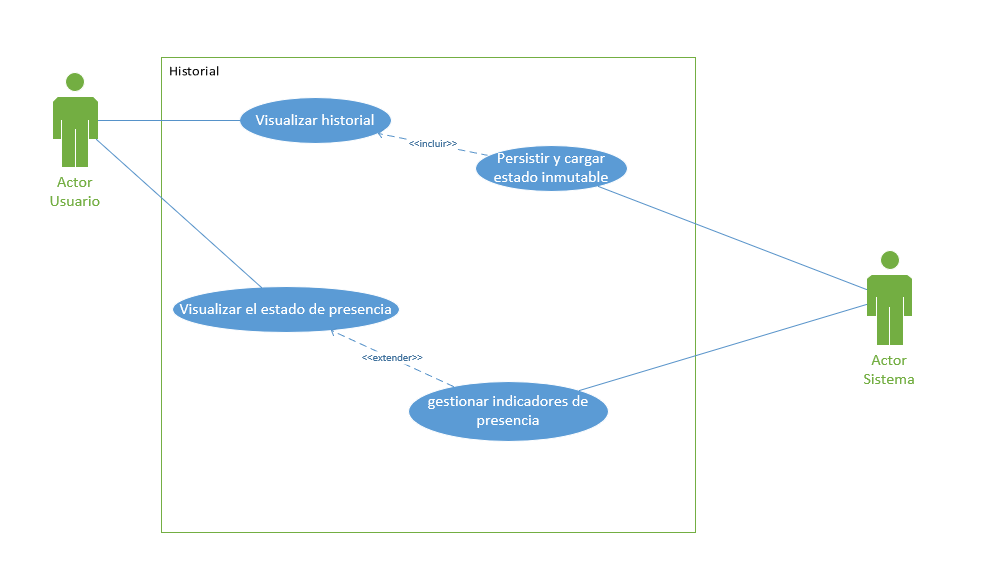 Historial
Visualizar historial
<<incluir>>
Persistir y cargar
estado inmutable
Actor
Usuario
Visualizar el estado de presencia
<<extender>>
Actor
Sistema
gestionar indicadores de
presencia